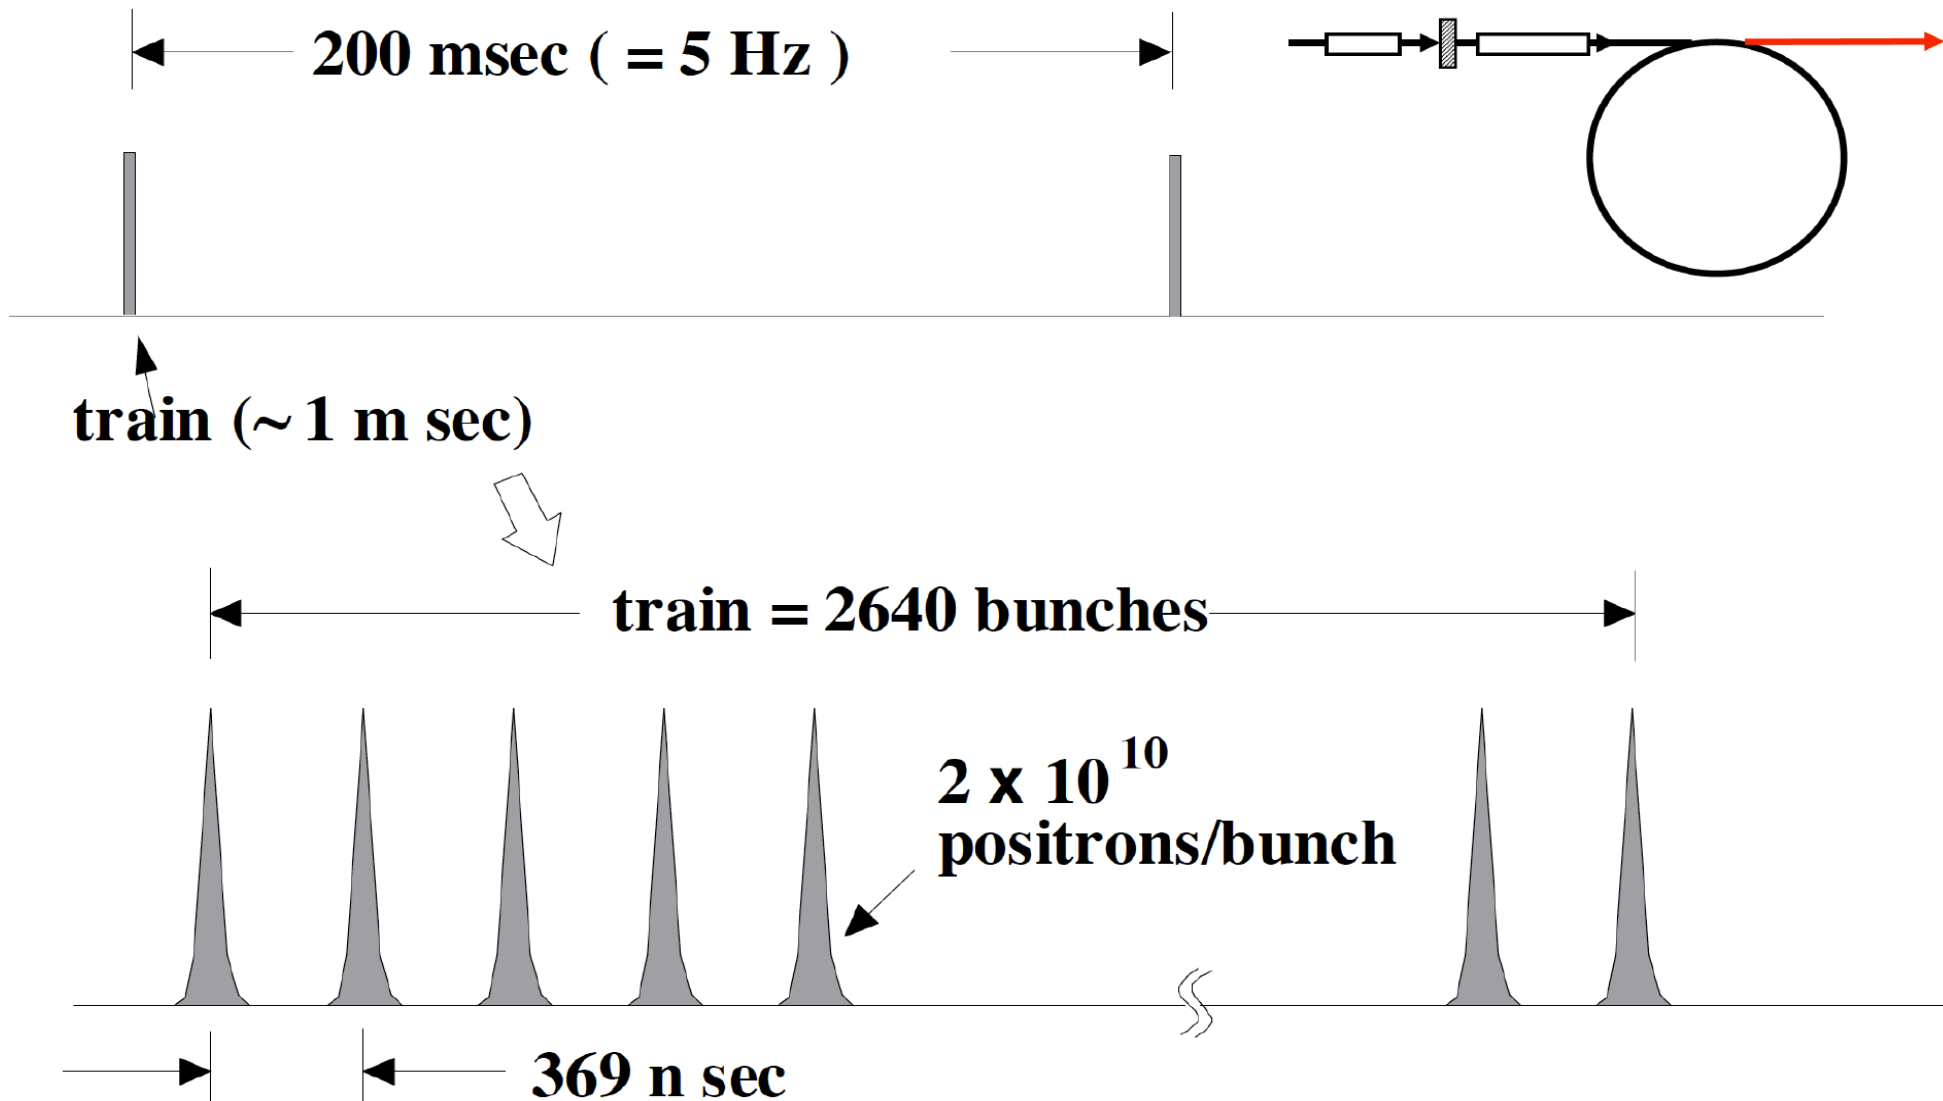 200 msec ( = 5 Hz )
train (~ 1 m sec)
train = 2640 bunches
2 x 10^10
positrons/bunch
369 n sec